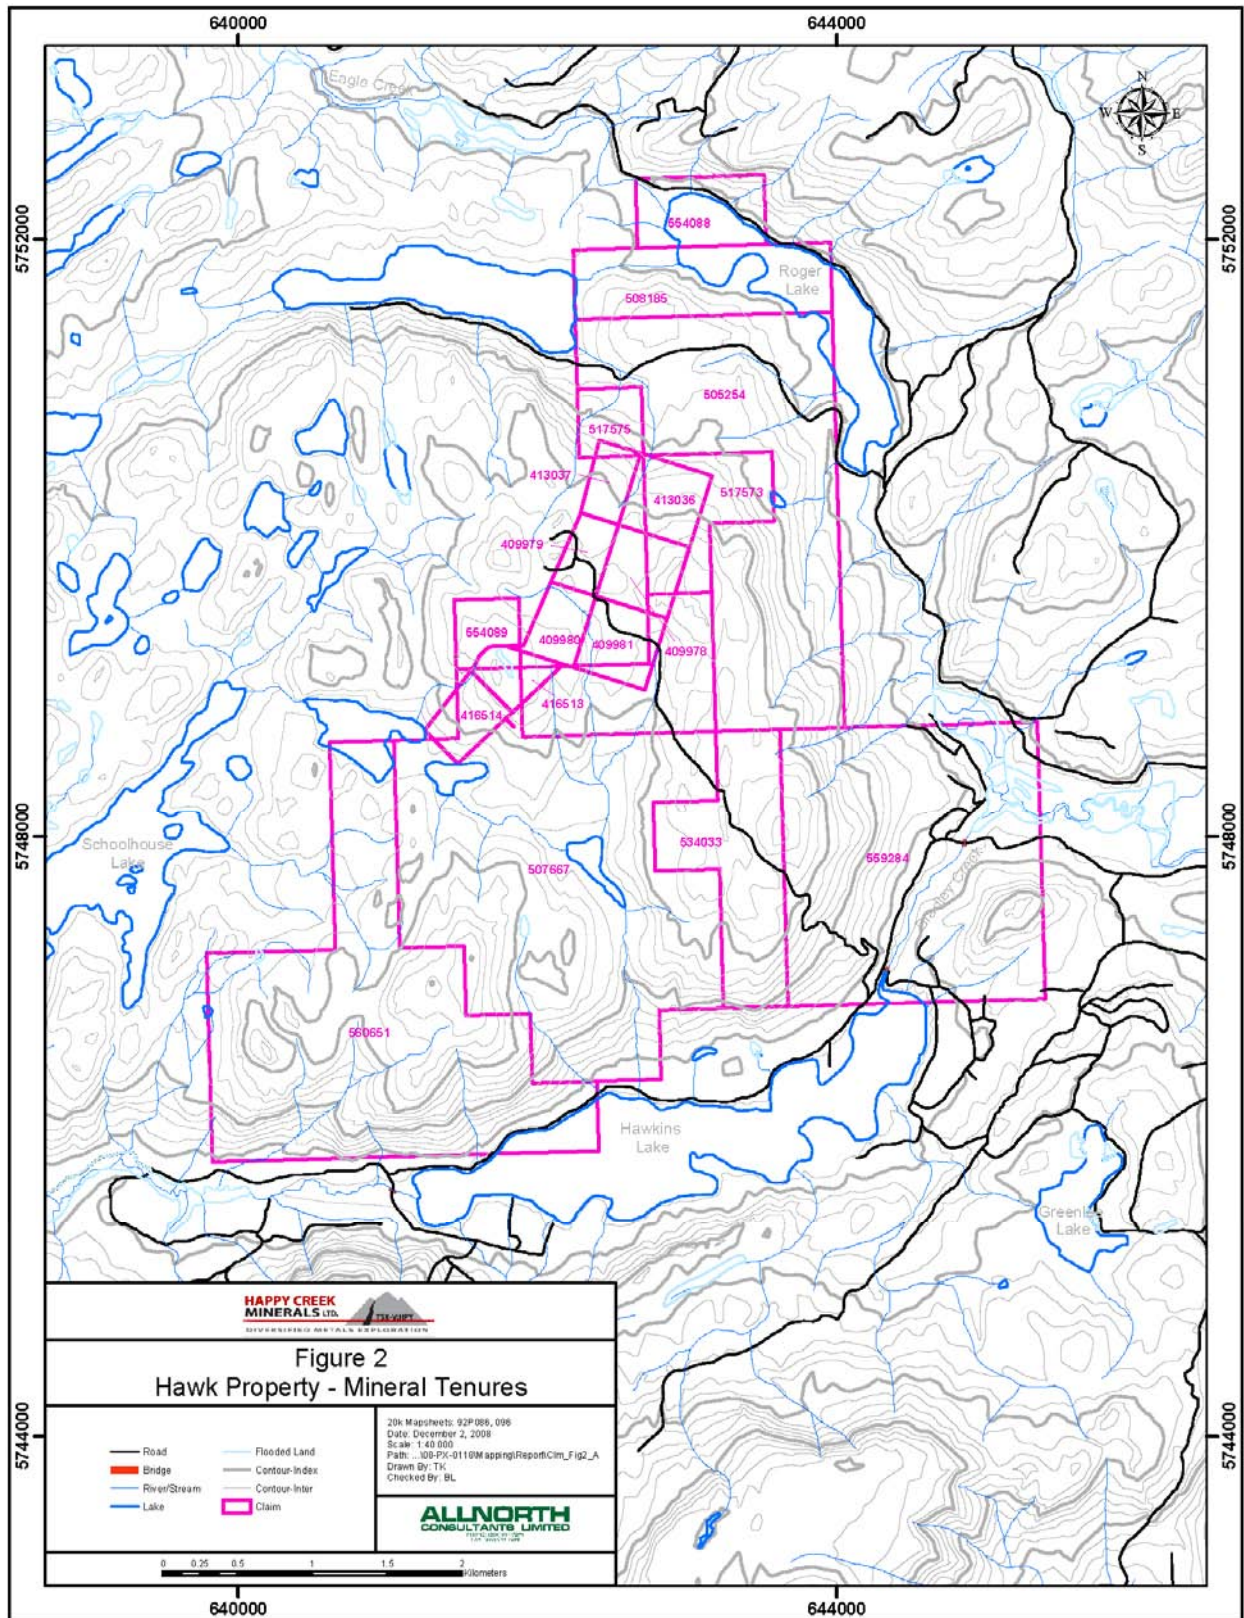 640000
644000
Eagle Creek
N
W
E
S
5752000
5752000
554088
Roger
Lake
508185
505254
517575
413037
413036
517573
409979
554089
409980
409981
409978
416513
416514
5748000
5748000
Schoolhouse
Lake
534033
559284
507667
560651
Hawkins
Lake
Greenlee
Lake
HAPPY CREEK
MINERALS LTD.
DIVERSIFIED METALS EXPLORATION
Figure 2
Hawk Property - Mineral Tenures
Road
Bridge
River/Stream
Lake
Flooded Land
Contour-Index
Contour-Inter
Claim
20k Mapsheets: 92P086, 096
Date: December 2, 2008
Scale: 1:40 000
Drawn By: TK
Checked By: BL
ALLNORTH
CONSULTANTS LIMITED
0 0.25 0.5 1 1.5 2
Kilometers
5744000
5744000
640000
644000